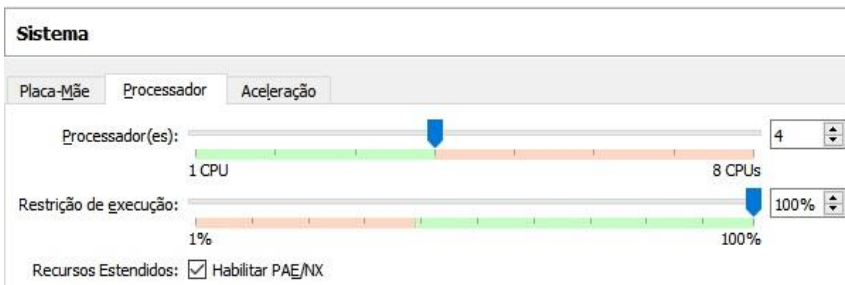 Sistema
Placa-Mãe Processador Aceleração
Processador(es): 4
1 CPU 8 CPUs
Restrição de execução: 100%
1% 100%
Recursos Estendidos: Habilitar PAE/NX